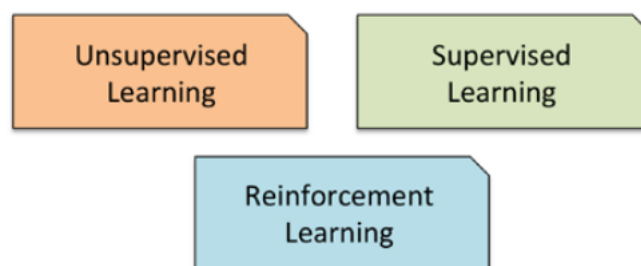 Unsupervised
Learning
Supervised
Learning
Reinforcement
Learning